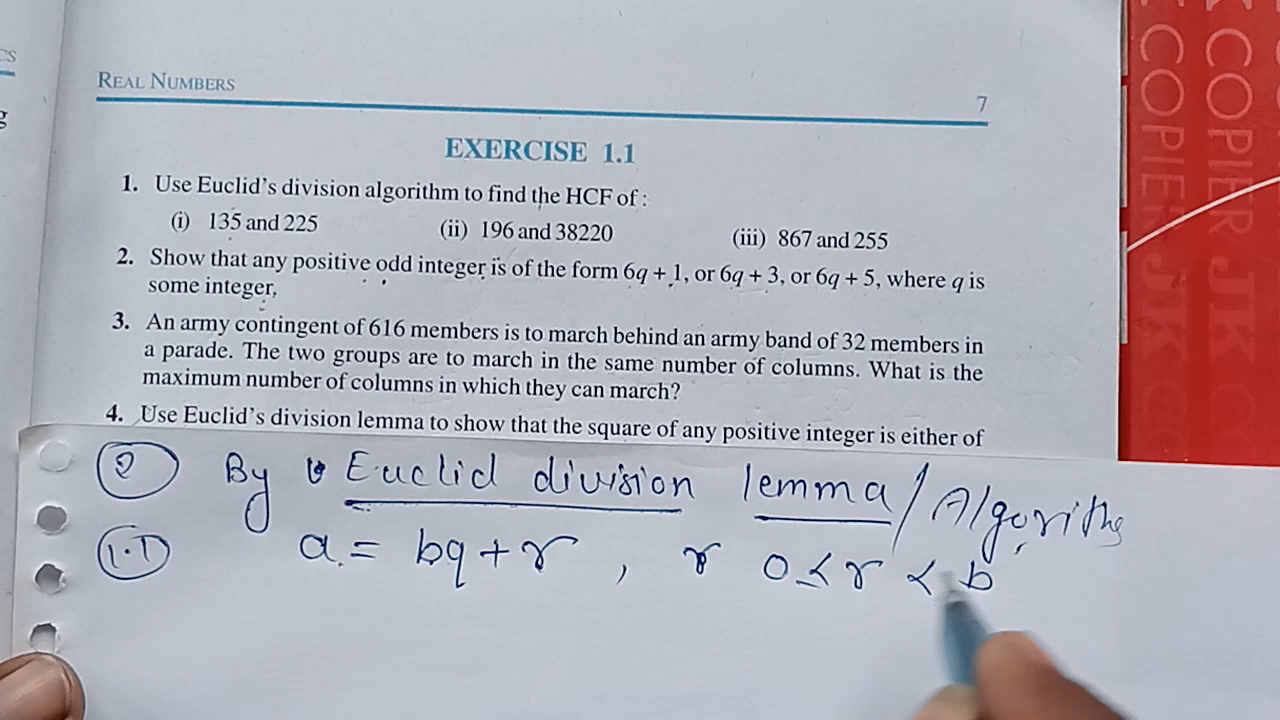 CS
g
REAL NUMBERS
7
EXERCISE 1.1
1. Use Euclid's division algorithm to find the HCF of :
(i) 135 and 225 (ii) 196 and 38220 (iii) 867 and 255
2. Show that any positive odd integer is of the form 6q + 1, or 6q + 3, or 6q + 5, where q is
some integer.
3. An army contingent of 616 members is to march behind an army band of 32 members in
a parade. The two groups are to march in the same number of columns. What is the
maximum number of columns in which they can march?
4. Use Euclid's division lemma to show that the square of any positive integer is either of
2 By Euclid division lemma / Algorithm
1.1 a = bq + r , r 0 ≤ r < b
COPIER JK COPIER JK